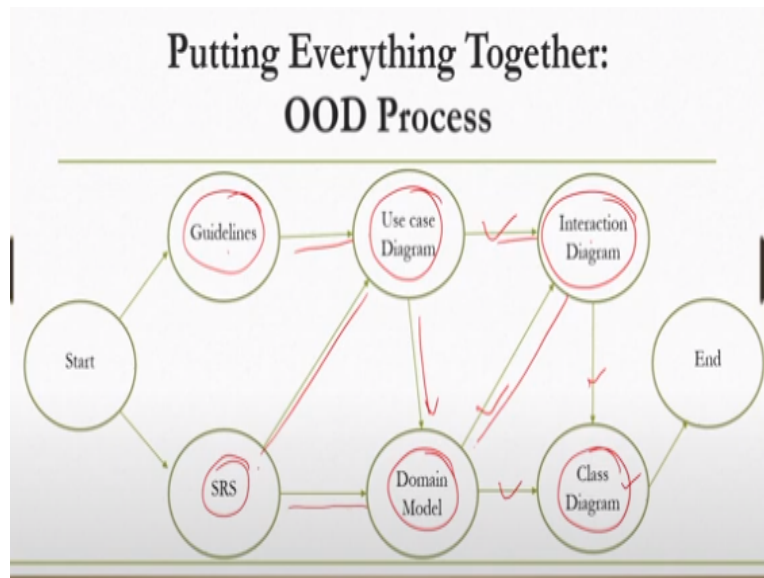 Putting Everything Together:
OOD Process
Guidelines
Use case
Diagram
Interaction
Diagram
Start
End
SRS
Domain
Model
Class
Diagram